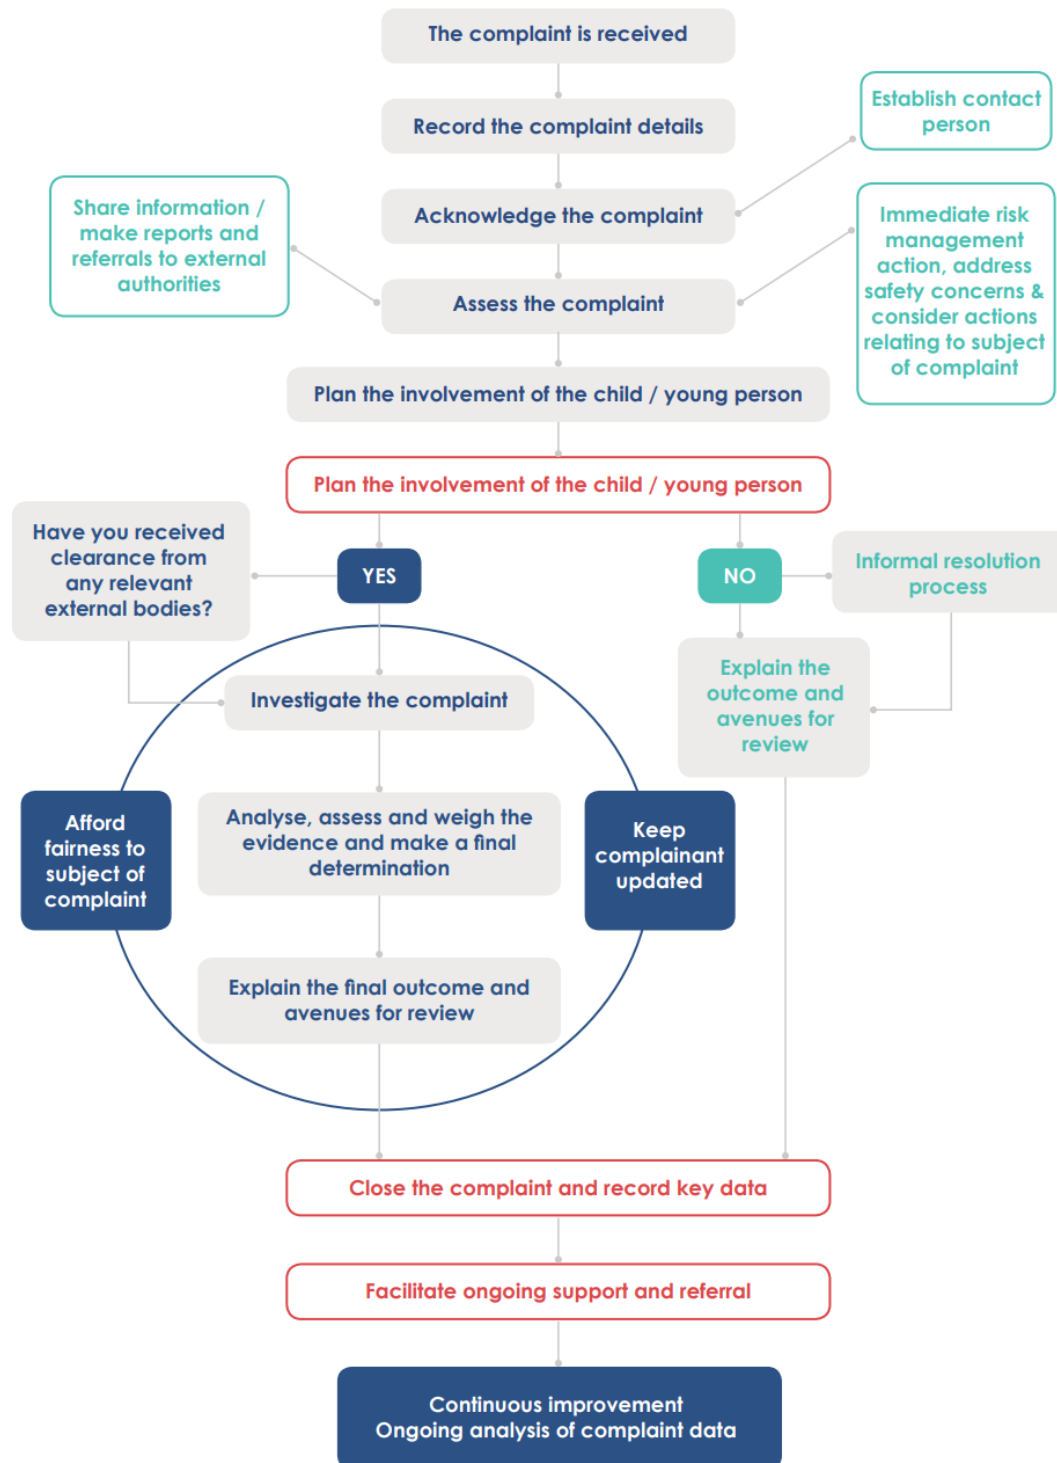 The complaint is received
Record the complaint details
Establish contact
person
Acknowledge the complaint
Share information /
make reports and
referrals to external
authorities
Immediate risk
management
action, address
safety concerns &
consider actions
relating to subject
of complaint
Assess the complaint
Plan the involvement of the child / young person
Plan the involvement of the child / young person
Have you received
clearance from
any relevant
external bodies?
YES
NO
Informal resolution
process
Investigate the complaint
Explain the
outcome and
avenues for
review
Afford
fairness to
subject of
complaint
Analyse, assess and weigh the
evidence and make a final
determination
Keep
complainant
updated
Explain the final outcome and
avenues for review
Close the complaint and record key data
Facilitate ongoing support and referral
Continuous improvement
Ongoing analysis of complaint data